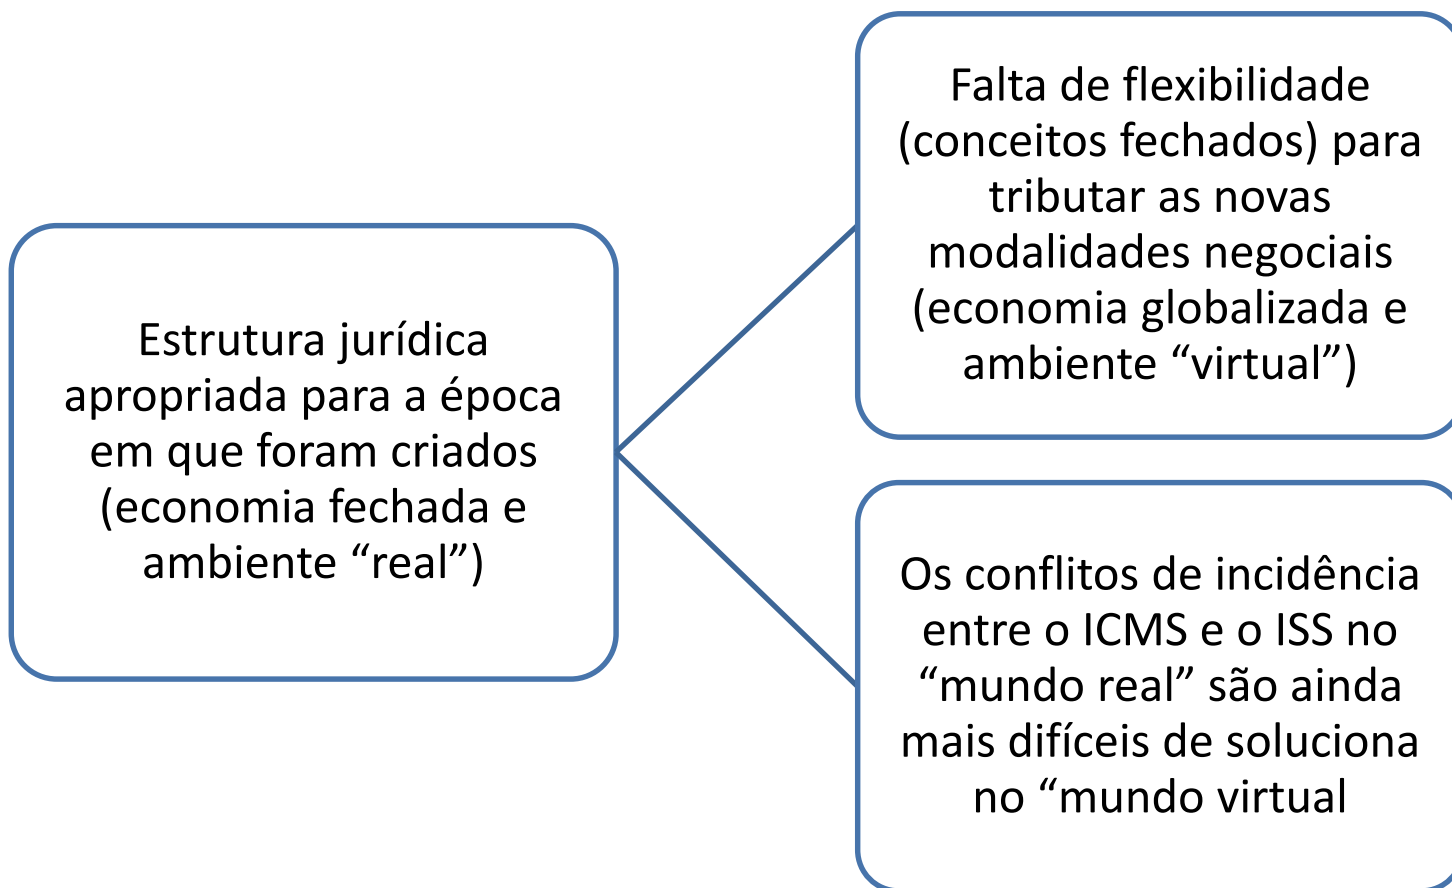 Estrutura jurídica
apropriada para a época
em que foram criados
(economia fechada e
ambiente “real”)
Falta de flexibilidade
(conceitos fechados) para
tributar as novas
modalidades negociais
(economia globalizada e
ambiente “virtual”)
Os conflitos de incidência
entre o ICMS e o ISS no
“mundo real” são ainda
mais difíceis de soluciona
no “mundo virtual